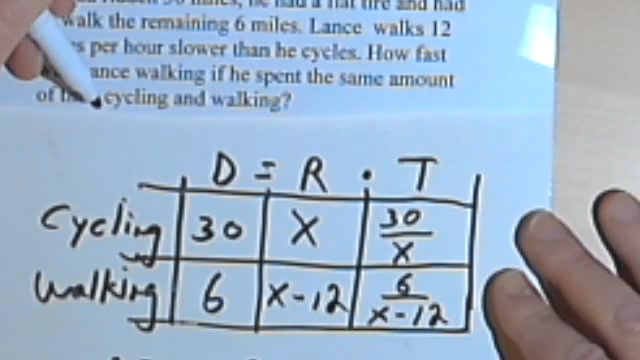 miles, he had a flat tire and had
walk the remaining 6 miles. Lance walks 12
per hour slower than he cycles. How fast
ance walking if he spent the same amount
of cycling and walking?
D = R • T
Cycling 30 X 30/X
Walking 6 X-12 6/X-12